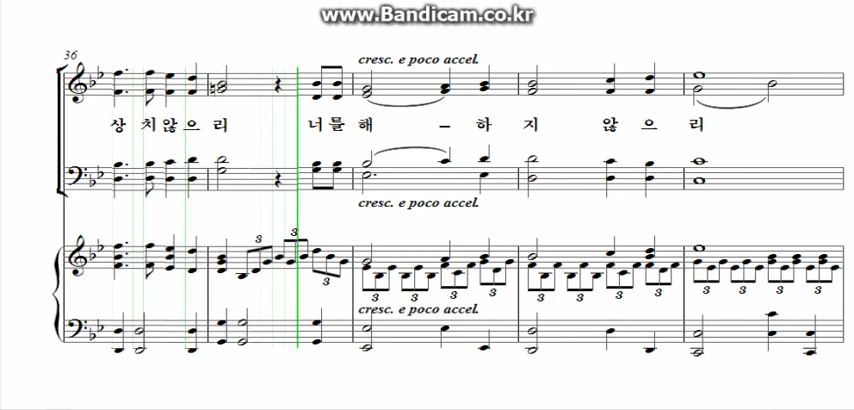 www.Bandicam.co.kr
36
cresc. e poco accel.
상 치 않 으 리 너 를 해 – 하 지 않 으 리
cresc. e poco accel.
3 3 3 3 3 3 3 3 3 3 3 3 3 3 3
cresc. e poco accel.